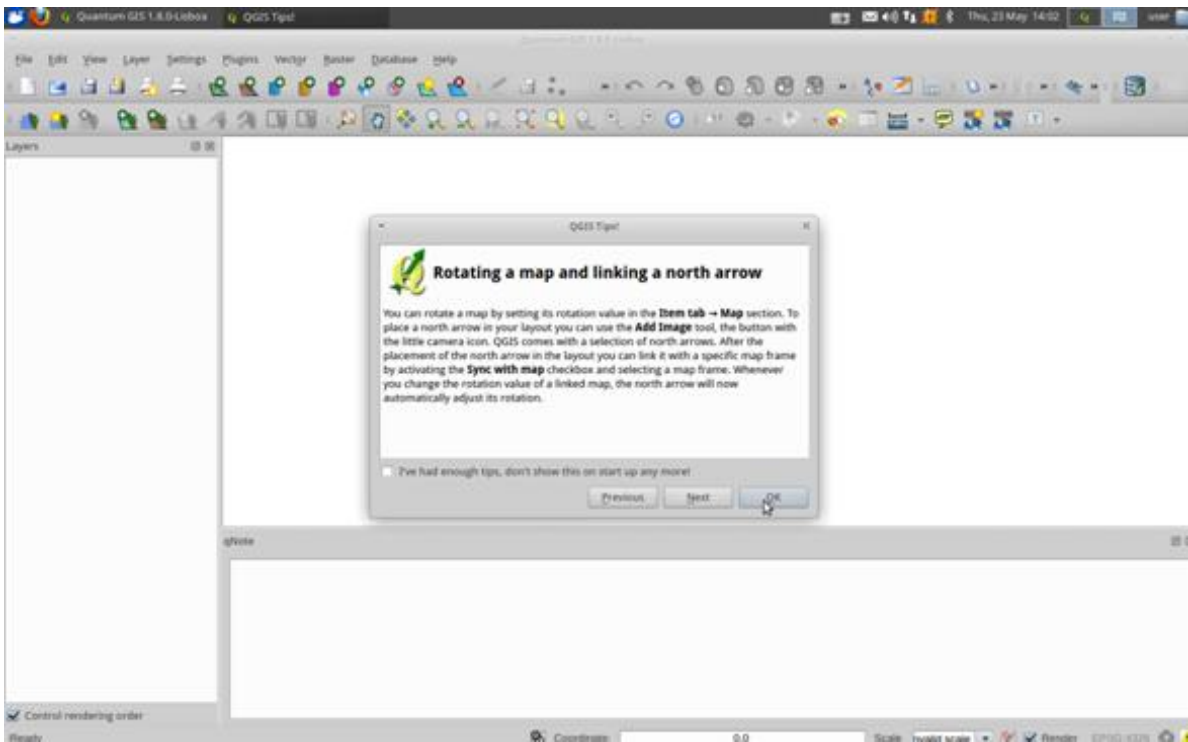 Quantum GIS 1.8.0-Lisboa QGIS Tips! Thu, 23 May 14:02 user
File Edit View Layer Settings Plugins Vector Raster Database Help
Layers
QGIS Tips!
Rotating a map and linking a north arrow
You can rotate a map by setting its rotation value in the Item tab → Map section. To
place a north arrow in your layout you can use the Add Image tool, the button with
the little camera icon. QGIS comes with a selection of north arrows. After the
placement of the north arrow in the layout you can link it with a specific map frame
by activating the Sync with map checkbox and selecting a map frame. Whenever
you change the rotation value of a linked map, the north arrow will now
automatically adjust its rotation.
I've had enough tips, don't show this on start up any more!
Previous Next OK
qNote
Control rendering order
Ready Coordinate: 0,0 Scale Render EPSG:4326